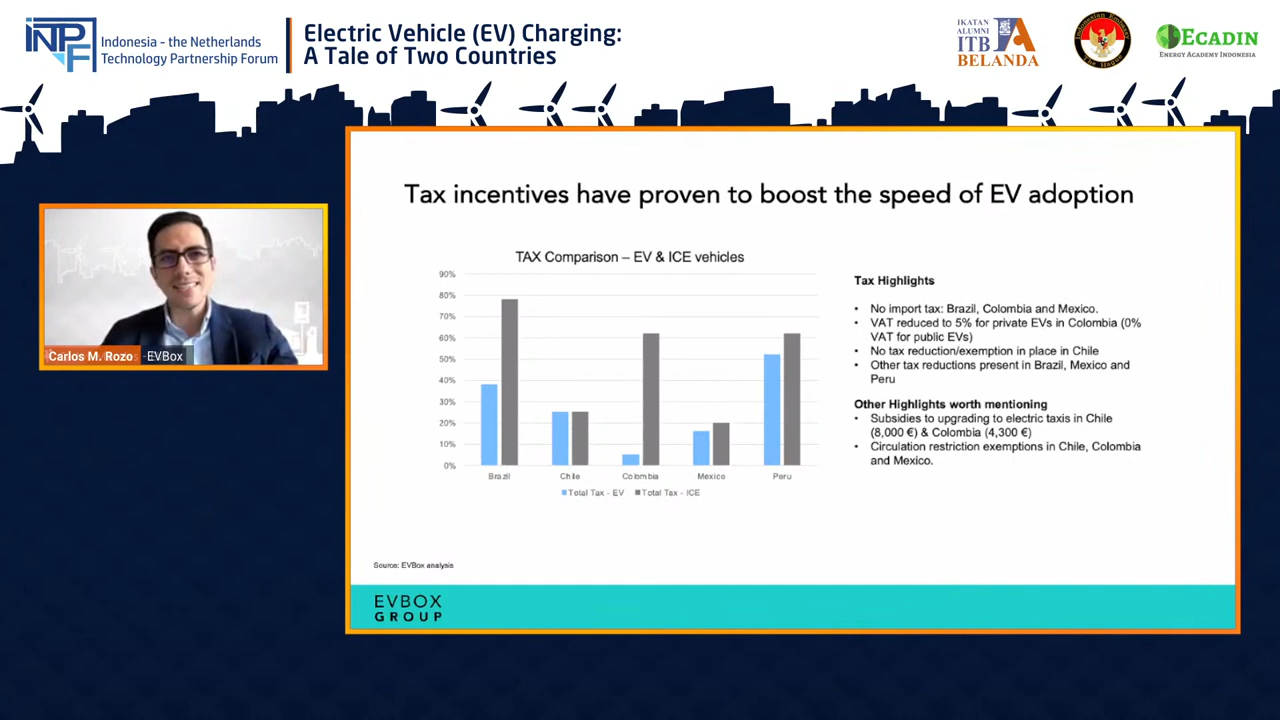 INPF
Indonesia - the Netherlands
Technology Partnership Forum
Electric Vehicle (EV) Charging:
A Tale of Two Countries
IKATAN
ALUMNI
ITB
BELANDA
Indonesian Embassy
The Hague
ECADIN
ENERGY ACADEMY INDONESIA
Carlos M. Rozo - EVBox
Tax incentives have proven to boost the speed of EV adoption
TAX Comparison – EV & ICE vehicles
90%
80%
70%
60%
50%
40%
30%
20%
10%
0%
Brazil Chile Colombia Mexico Peru
Total Tax - EV Total Tax - ICE
Tax Highlights
• No import tax: Brazil, Colombia and Mexico.
• VAT reduced to 5% for private EVs in Colombia (0%
VAT for public EVs)
• No tax reduction/exemption in place in Chile
• Other tax reductions present in Brazil, Mexico and
Peru
Other Highlights worth mentioning
• Subsidies to upgrading to electric taxis in Chile
(8,000 €) & Colombia (4,300 €)
• Circulation restriction exemptions in Chile, Colombia
and Mexico.
Source: EVBox analysis
EVBOX
GROUP